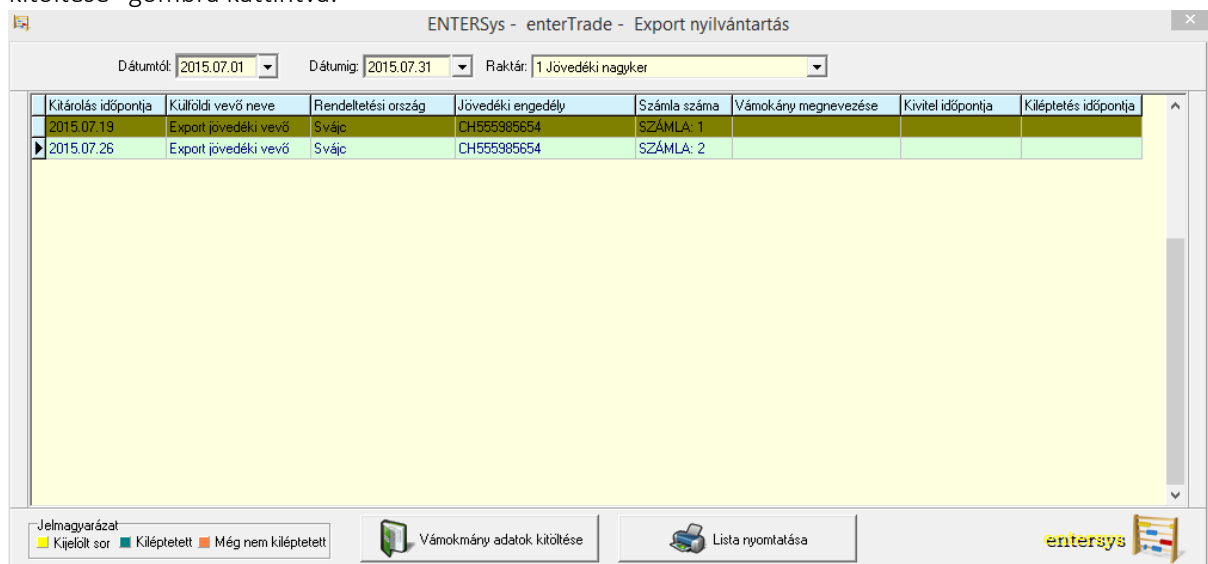 kitöltése" gombra kattintva.
ENTERSys - enterTrade - Export nyilvántartás
Dátumtól: 2015.07.01 Dátumig: 2015.07.31 Raktár: 1 Jövedéki nagyker
Kitárolás időpontja Külföldi vevő neve Rendeltetési ország Jövedéki engedély Számla száma Vámokány megnevezése Kivitel időpontja Kiléptetés időpontja
2015.07.19 Export jövedéki vevő Svájc CH555985654 SZÁMLA: 1
2015.07.26 Export jövedéki vevő Svájc CH555985654 SZÁMLA: 2
Jelmagyarázat
Kijelölt sor Kiléptetett Még nem kiléptetett
Vámokmány adatok kitöltése
Lista nyomtatása
entersys